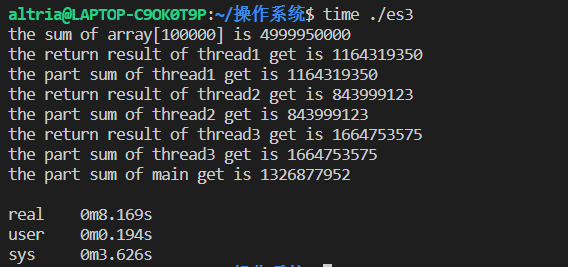 altria@LAPTOP-C9OK0T9P:~/操作系统$ time ./es3
the sum of array[100000] is 4999950000
the return result of thread1 get is 1164319350
the part sum of thread1 get is 1164319350
the return result of thread2 get is 843999123
the part sum of thread2 get is 843999123
the return result of thread3 get is 1664753575
the part sum of thread3 get is 1664753575
the part sum of main get is 1326877952
real 0m8.169s
user 0m0.194s
sys 0m3.626s